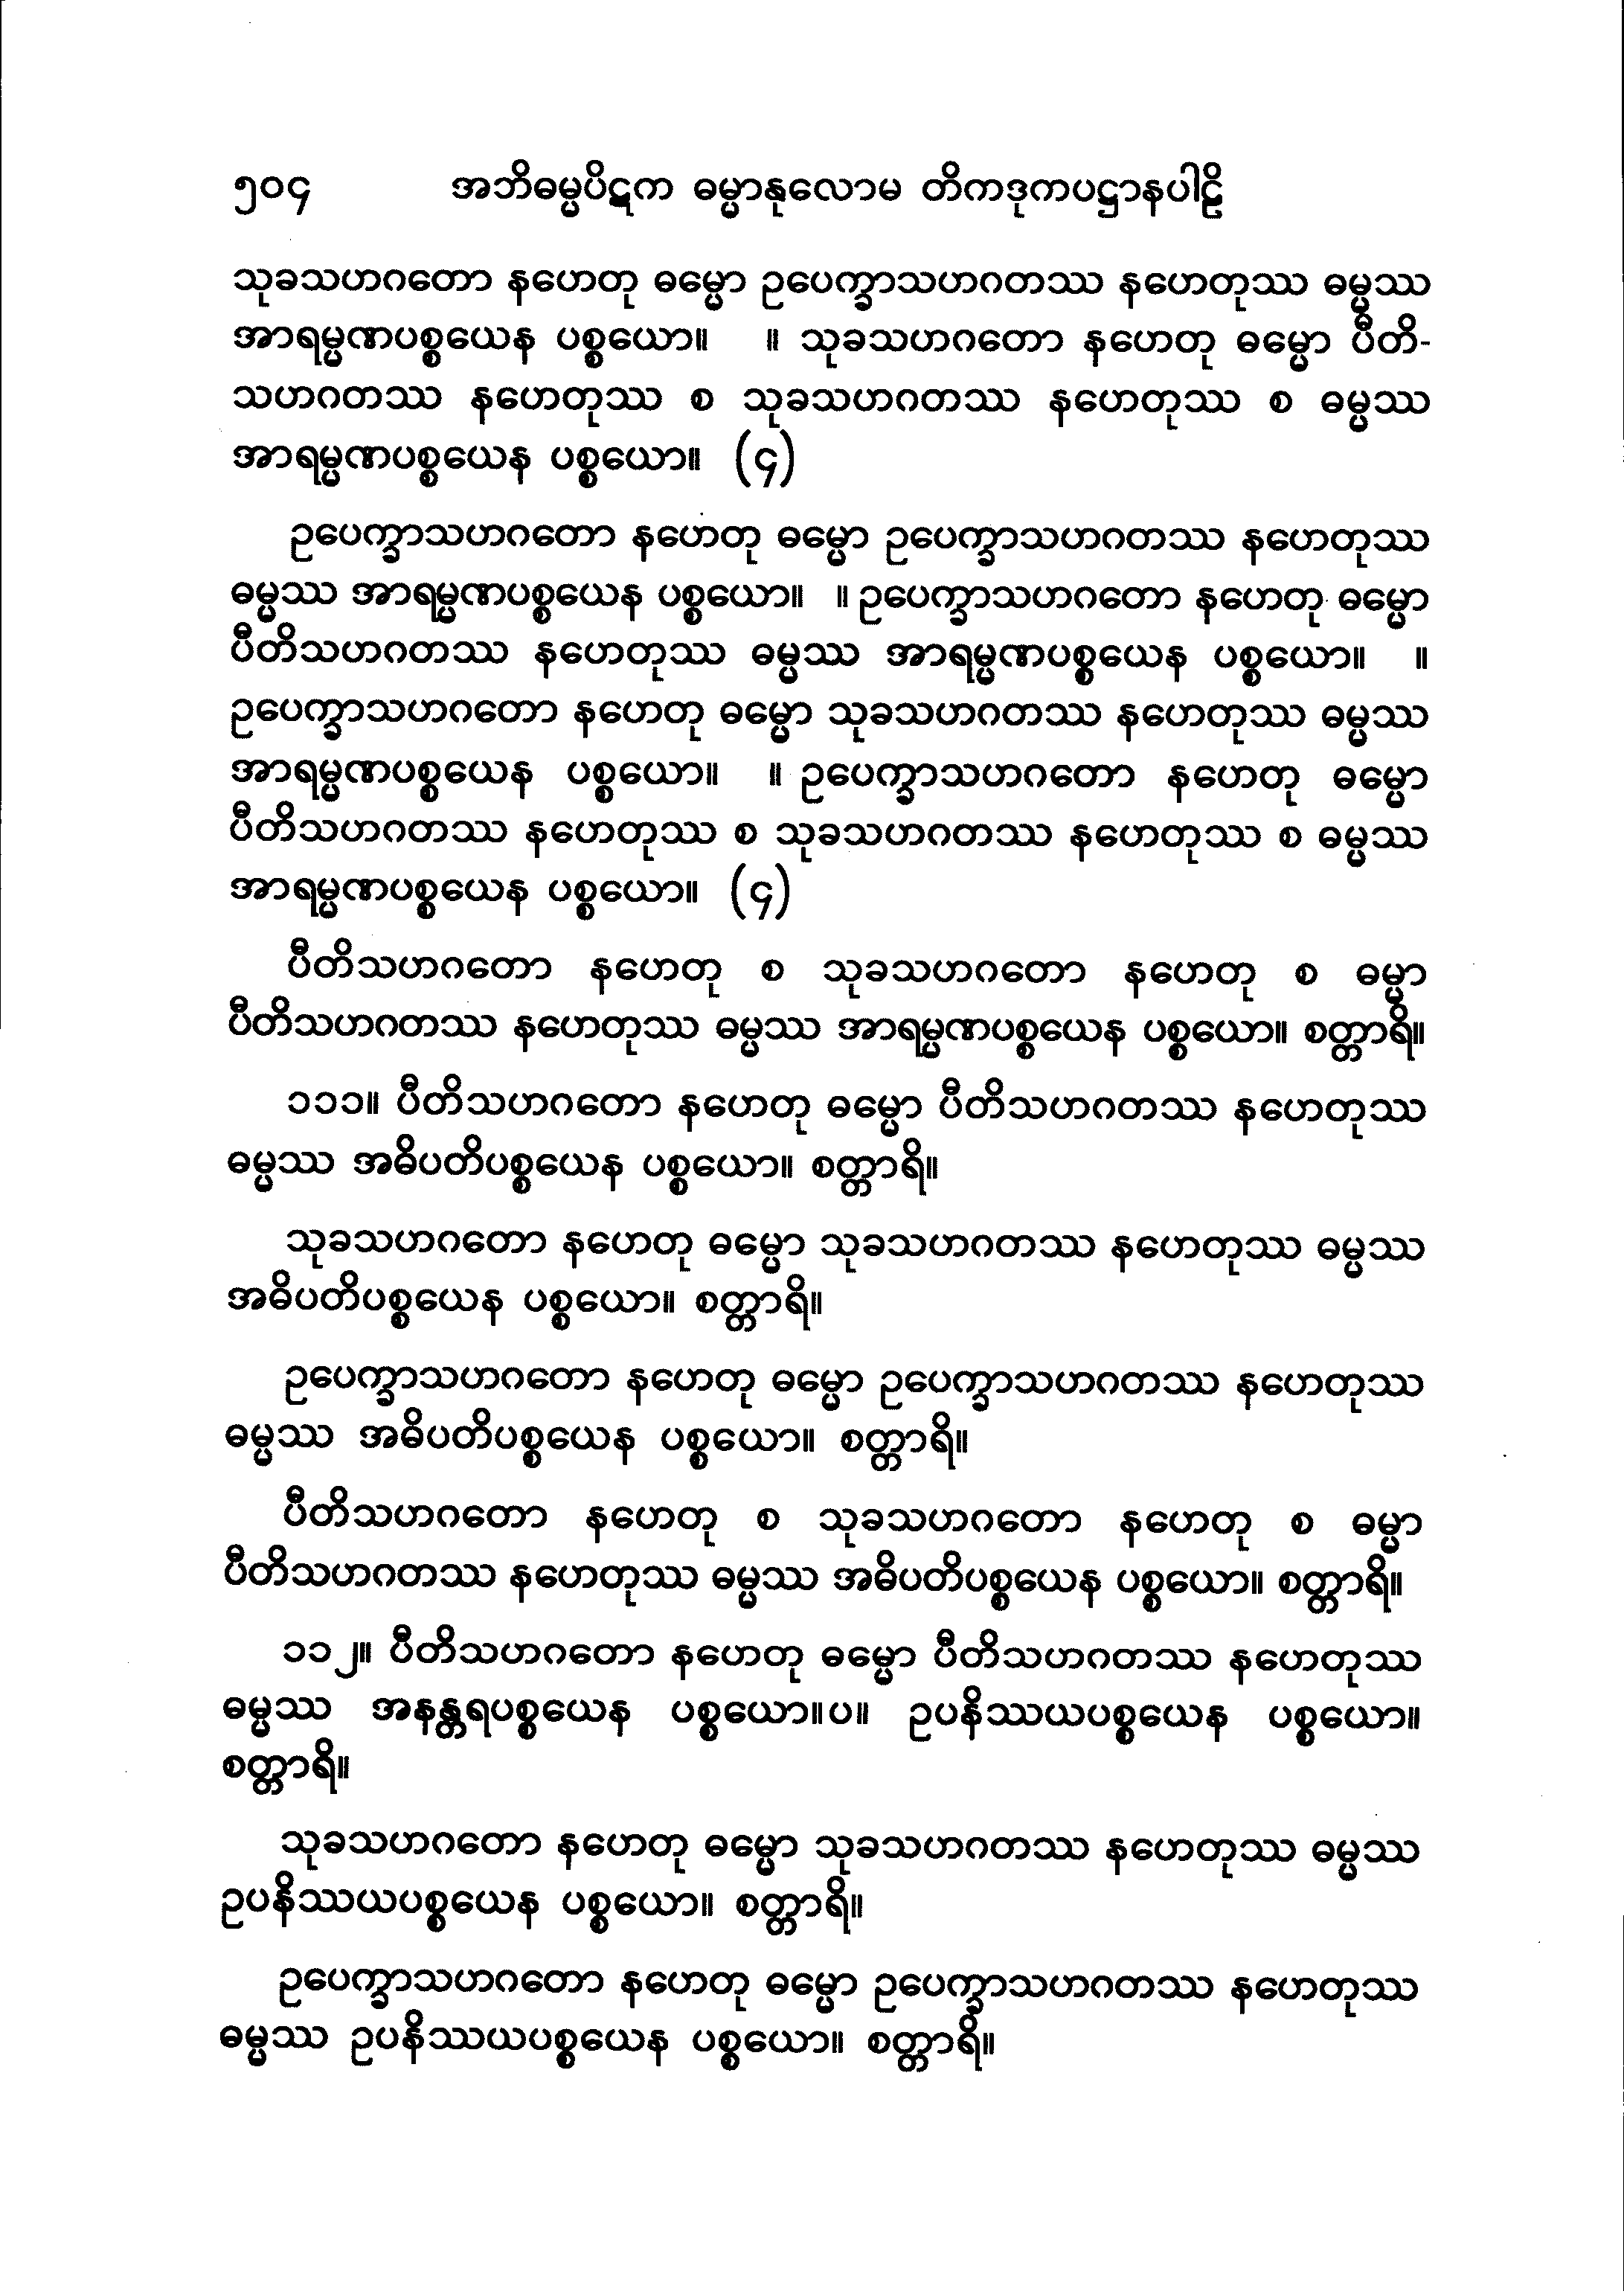 ၅၀၄ အဘိဓမ္မပိဋက ဓမ္မာနုလောမ တိကဒုကပဋ္ဌာနပါဠိ
သုခသဟဂတော နဟေတု ဓမ္မော ဥပေက္ခာသဟဂတဿ နဟေတုဿ ဓမ္မဿ
အာရမ္မဏပစ္စယေန ပစ္စယော။ ။ သုခသဟဂတော နဟေတု ဓမ္မော ပီတိ-
သဟဂတဿ နဟေတုဿ စ သုခသဟဂတဿ နဟေတုဿ စ ဓမ္မဿ
အာရမ္မဏပစ္စယေန ပစ္စယော။ (၄)
ဥပေက္ခာသဟဂတော နဟေတု ဓမ္မော ဥပေက္ခာသဟဂတဿ နဟေတုဿ
ဓမ္မဿ အာရမ္မဏပစ္စယေန ပစ္စယော။ ။ ဥပေက္ခာသဟဂတော နဟေတု ဓမ္မော
ပီတိသဟဂတဿ နဟေတုဿ ဓမ္မဿ အာရမ္မဏပစ္စယေန ပစ္စယော။ ။
ဥပေက္ခာသဟဂတော နဟေတု ဓမ္မော သုခသဟဂတဿ နဟေတုဿ ဓမ္မဿ
အာရမ္မဏပစ္စယေန ပစ္စယော။ ။ ဥပေက္ခာသဟဂတော နဟေတု ဓမ္မော
ပီတိသဟဂတဿ နဟေတုဿ စ သုခသဟဂတဿ နဟေတုဿ စ ဓမ္မဿ
အာရမ္မဏပစ္စယေန ပစ္စယော။ (၄)
ပီတိသဟဂတော နဟေတု စ သုခသဟဂတော နဟေတု စ ဓမ္မာ
ပီတိသဟဂတဿ နဟေတုဿ ဓမ္မဿ အာရမ္မဏပစ္စယေန ပစ္စယော။ စတ္တာရိ။
၁၁၁။ ပီတိသဟဂတော နဟေတု ဓမ္မော ပီတိသဟဂတဿ နဟေတုဿ
ဓမ္မဿ အဓိပတိပစ္စယေန ပစ္စယော။ စတ္တာရိ။
သုခသဟဂတော နဟေတု ဓမ္မော သုခသဟဂတဿ နဟေတုဿ ဓမ္မဿ
အဓိပတိပစ္စယေန ပစ္စယော။ စတ္တာရိ။
ဥပေက္ခာသဟဂတော နဟေတု ဓမ္မော ဥပေက္ခာသဟဂတဿ နဟေတုဿ
ဓမ္မဿ အဓိပတိပစ္စယေန ပစ္စယော။ စတ္တာရိ။
ပီတိသဟဂတော နဟေတု စ သုခသဟဂတော နဟေတု စ ဓမ္မာ
ပီတိသဟဂတဿ နဟေတုဿ ဓမ္မဿ အဓိပတိပစ္စယေန ပစ္စယော။ စတ္တာရိ။
၁၁၂။ ပီတိသဟဂတော နဟေတု ဓမ္မော ပီတိသဟဂတဿ နဟေတုဿ
ဓမ္မဿ အနန္တရပစ္စယေန ပစ္စယော။ပ။ ဥပနိဿယပစ္စယေန ပစ္စယော။
စတ္တာရိ။
သုခသဟဂတော နဟေတု ဓမ္မော သုခသဟဂတဿ နဟေတုဿ ဓမ္မဿ
ဥပနိဿယပစ္စယေန ပစ္စယော။ စတ္တာရိ။
ဥပေက္ခာသဟဂတော နဟေတု ဓမ္မော ဥပေက္ခာသဟဂတဿ နဟေတုဿ
ဓမ္မဿ ဥပနိဿယပစ္စယေန ပစ္စယော။ စတ္တာရိ။